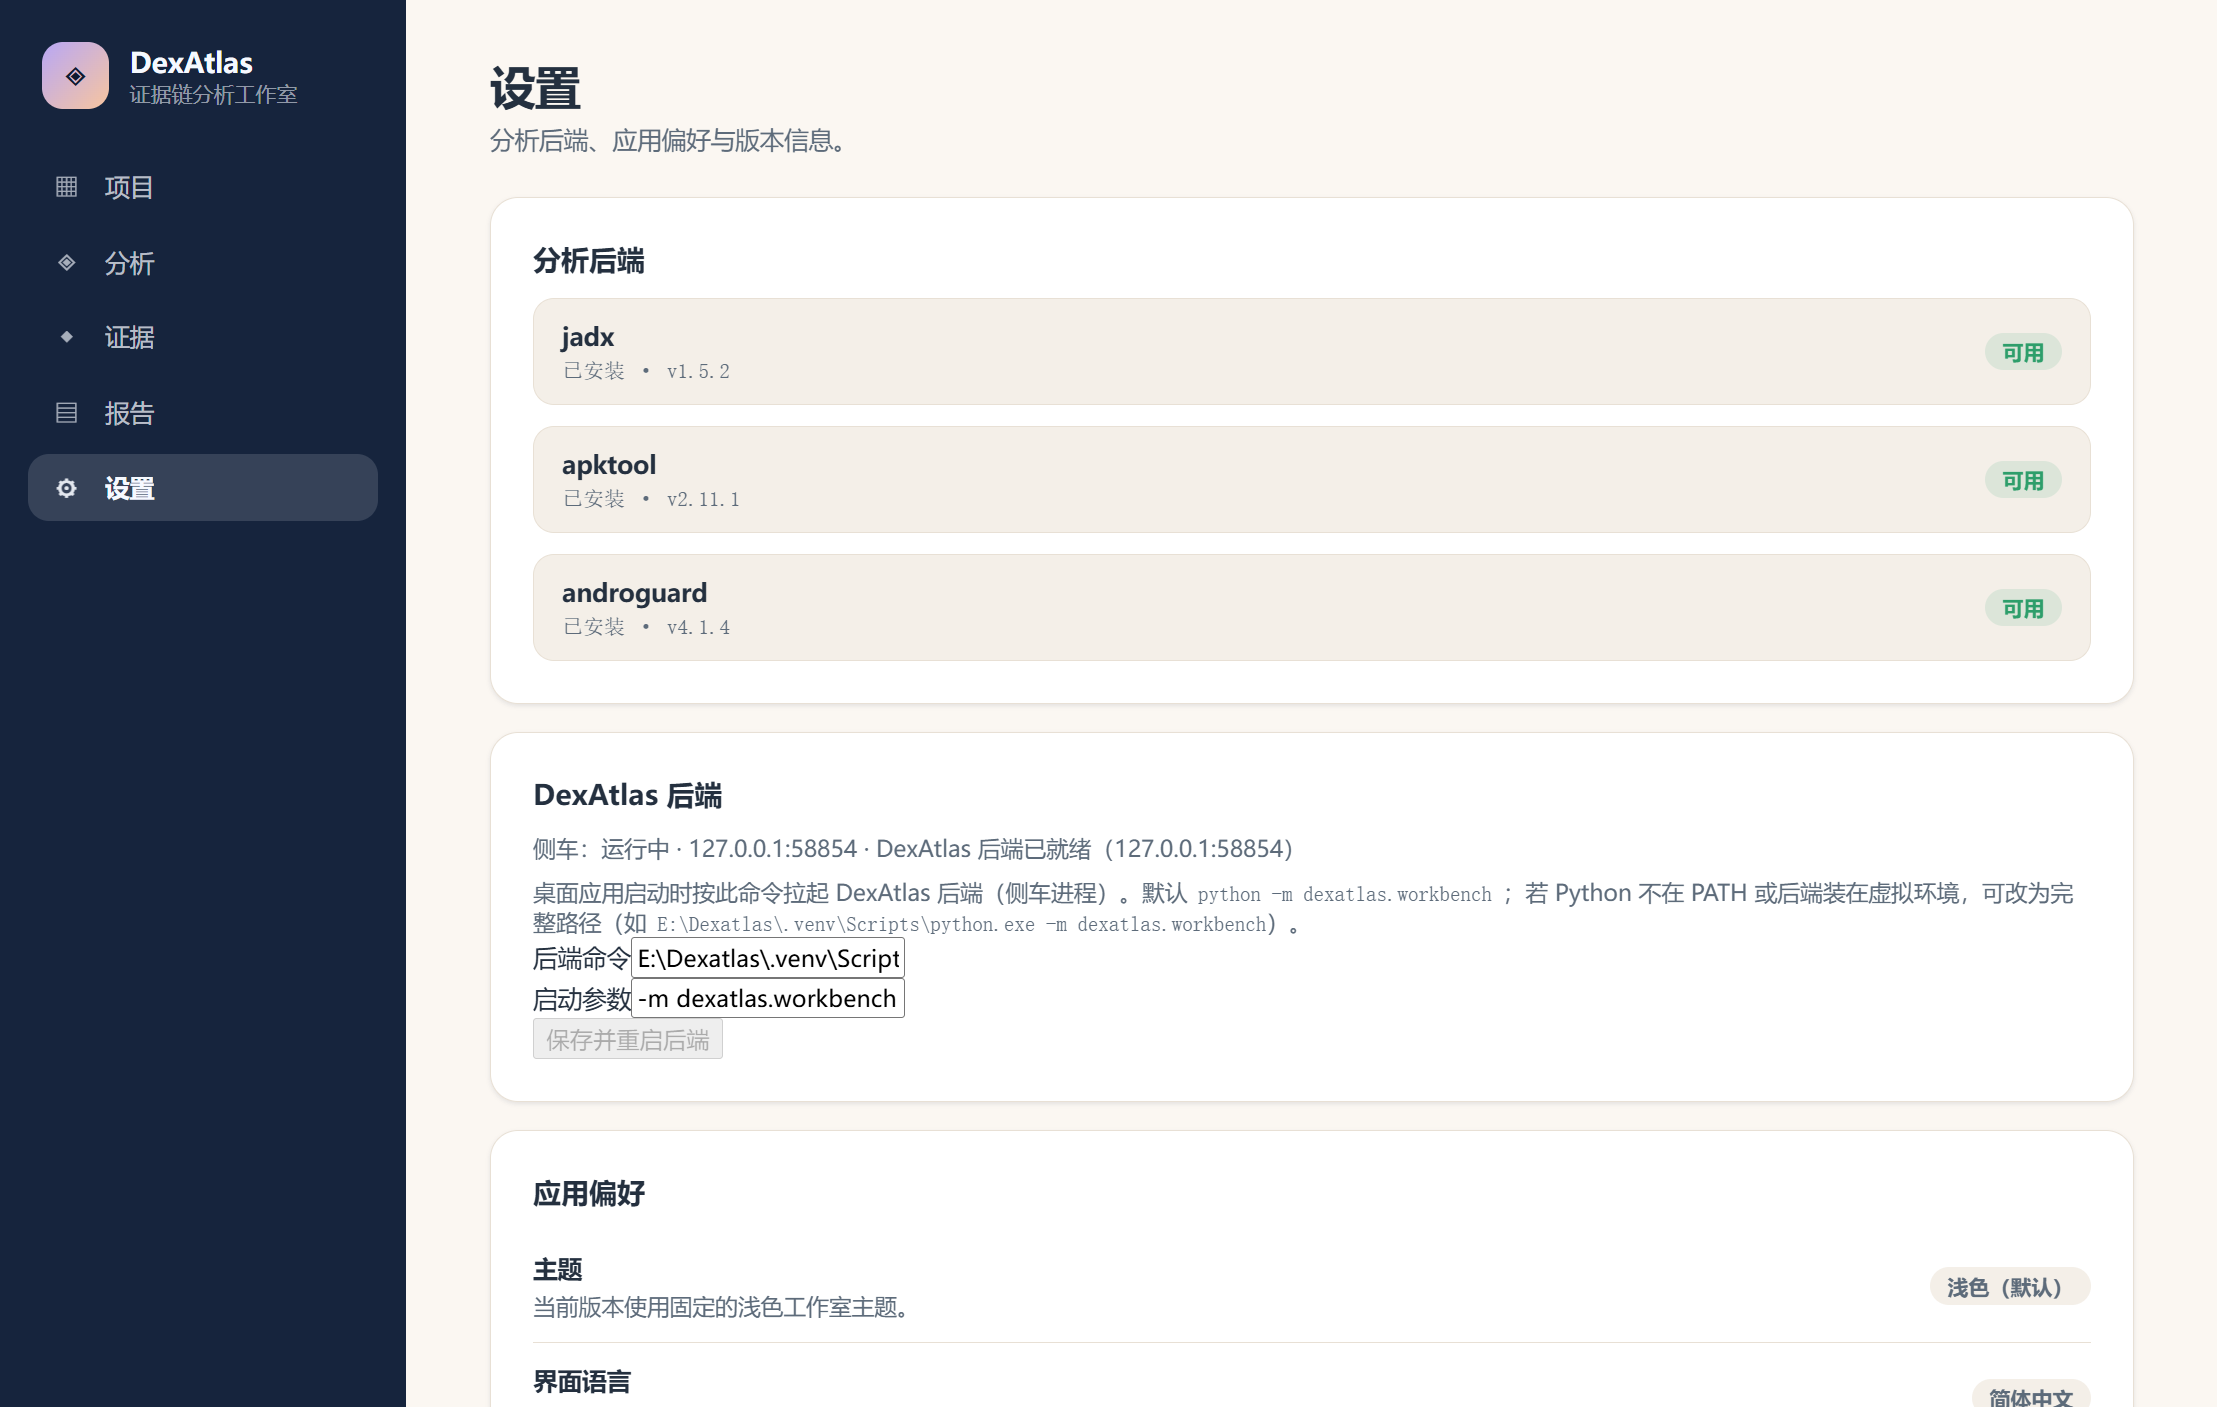 DexAtlas
证据链分析工作室
项目
分析
证据
报告
设置
设置
分析后端、应用偏好与版本信息。
分析后端
jadx
已安装 • v1.5.2
可用
apktool
已安装 • v2.11.1
可用
androguard
已安装 • v4.1.4
可用
DexAtlas 后端
侧车：运行中 · 127.0.0.1:58854 · DexAtlas 后端已就绪（127.0.0.1:58854）
桌面应用启动时按此命令拉起 DexAtlas 后端（侧车进程）。默认 python -m dexatlas.workbench ；若 Python 不在 PATH 或后端装在虚拟环境，可改为完
整路径（如 E:\Dexatlas\.venv\Scripts\python.exe -m dexatlas.workbench）。
后端命令 E:\Dexatlas\.venv\Script
启动参数 -m dexatlas.workbench
保存并重启后端
应用偏好
主题
当前版本使用固定的浅色工作室主题。
浅色（默认）
界面语言
简体中文